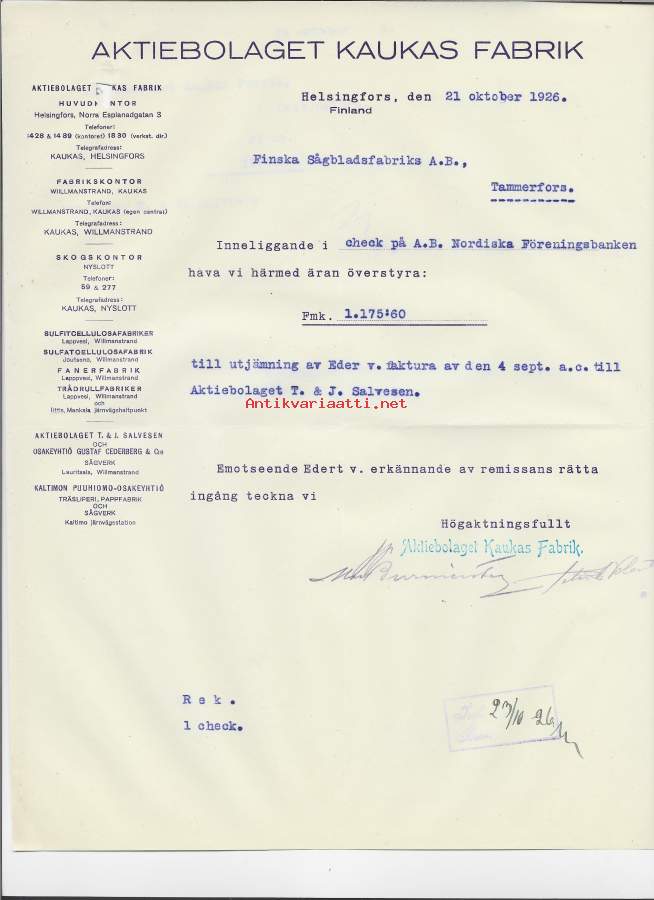 AKTIEBOLAGET KAUKAS FABRIK
AKTIEBOLAGET KAS FABRIK
HUVUDK NTOR
Helsingfors, Norra Esplanadgatan 3
Telefoner:
1428 & 1489 (kontoret) 1830 (verkst. dir.)
Telegrafadress:
KAUKAS, HELSINGFORS
FABRIKSKONTOR
WILLMANSTRAND, KAUKAS
Telefon:
WILLMANSTRAND, KAUKAS (egen central)
Telegrafadress:
KAUKAS, WILLMANSTRAND
SKOGSKONTOR
NYSLOTT
Telefoner:
59 & 277
Telegrafadress:
KAUKAS, NYSLOTT
SULFITCELLULOSAFABRIKER
Lappvesi, Willmanstrand
SULFATCELLULOSAFABRIK
Joutseno, Willmanstrand
FANERFABRIK
Lappvesi, Willmanstrand
TRÅDRULLFABRIKER
Lappvesi, Willmanstrand
och
Iittis, Mankala järnvägshaltpunkt
AKTIEBOLAGET T. & J. SALVESEN
OCH
OSAKEYHTIÖ GUSTAF CEDERBERG & C:o
SÅGVERK
Lauritsala, Willmanstrand
KALTIMON PUUHIOMO-OSAKEYHTIÖ
TRÄSLIPERI, PAPPFABRIK
OCH
SÅGVERK
Kaltimo järnvägsstation
Helsingfors, den 21 oktober 1926.
Finland
Finska Sågbladsfabriks A.B.,
Tammerfors.
Inneliggande i check på A.B. Nordiska Föreningsbanken
hava vi härmed äran överstyra:
Fmk. 1.175:60
till utjämning av Eder v. faktura av den 4 sept. a.c. till
Aktiebolaget T. & J. Salvesen.
Antikvariaatti.net
Emotseende Edert v. erkännande av remissans rätta
ingång teckna vi
Högaktningsfullt
Aktiebolaget Kaukas Fabrik.
Rek.
1 check.
23/10 26